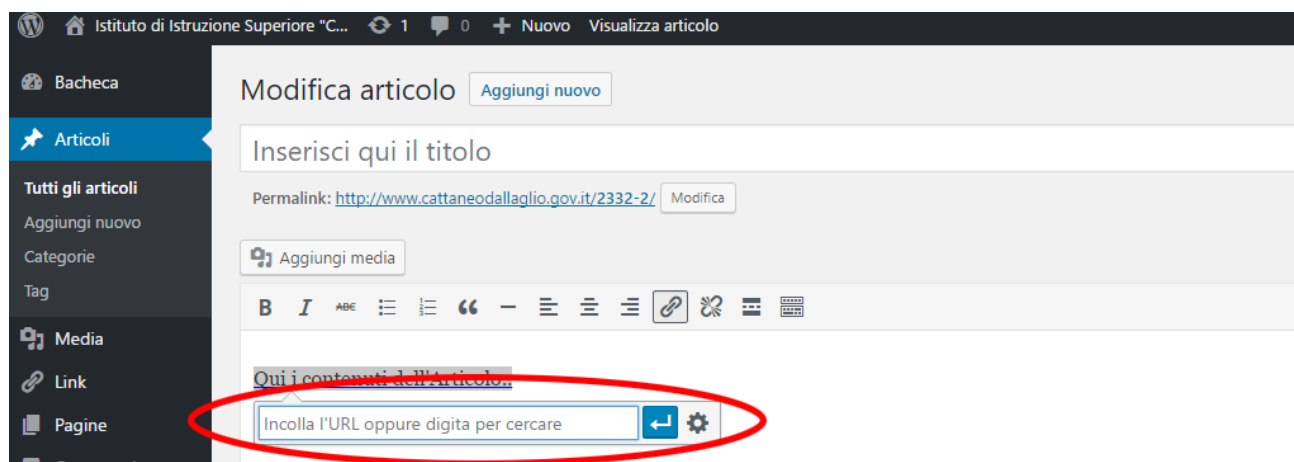 Istituto di Istruzione Superiore "C... 1 0 Nuovo Visualizza articolo
Bacheca
Modifica articolo Aggiungi nuovo
Articoli
Inserisci qui il titolo
Tutti gli articoli
Permalink: http://www.cattaneodallaglio.gov.it/2332-2/ Modifica
Aggiungi nuovo
Categorie
Aggiungi media
Tag
B I ABC
Media
Qui i contenuti dell'Articolo..
Link
Incolla l'URL oppure digita per cercare
Pagine